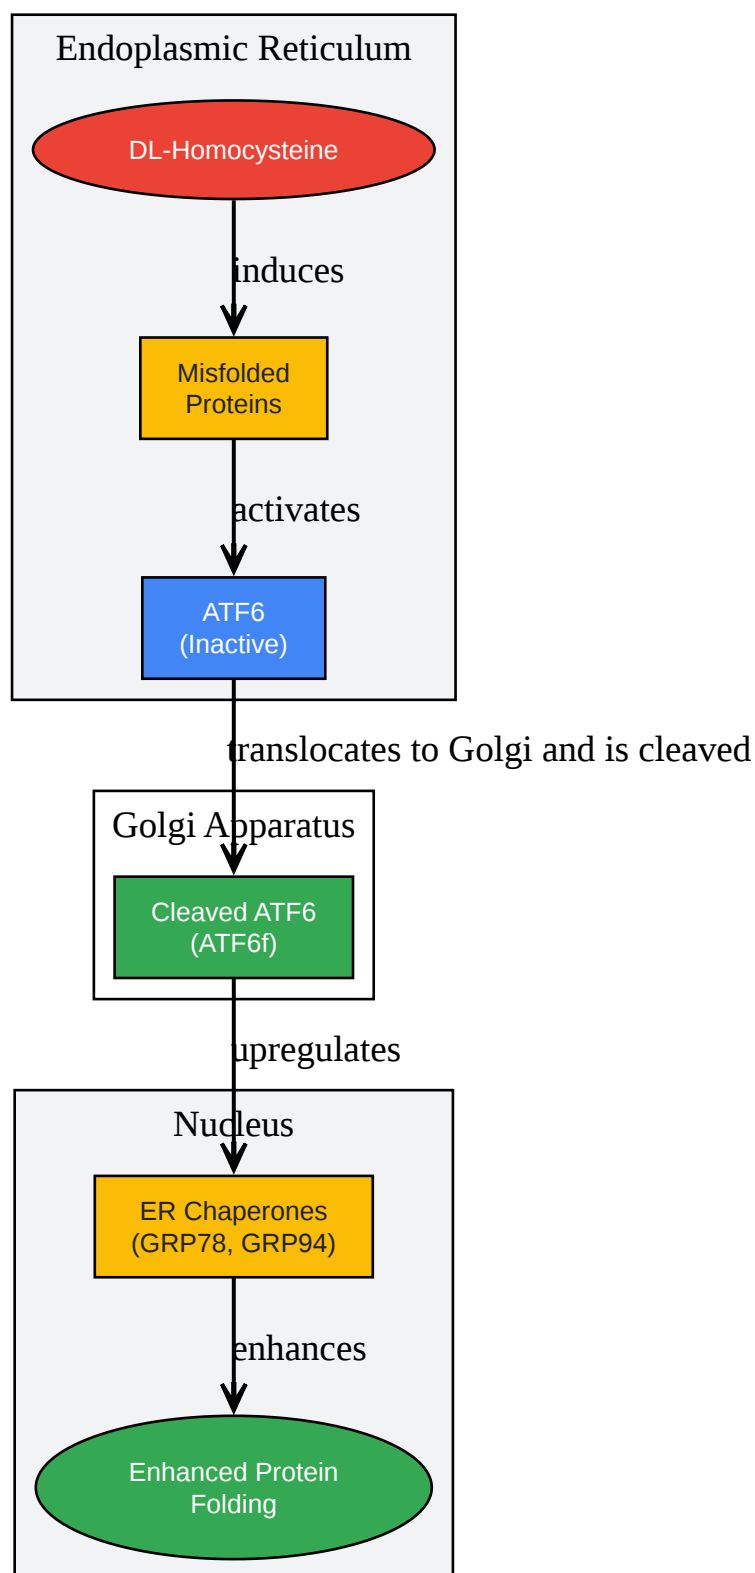 Endoplasmic Reticulum
DL-Homocysteine
induces
Misfolded
Proteins
activates
ATF6
(Inactive)
translocates to Golgi and is cleaved
Golgi Apparatus
Cleaved ATF6
(ATF6f)
upregulates
Nucleus
ER Chaperones
(GRP78, GRP94)
enhances
Enhanced Protein
Folding